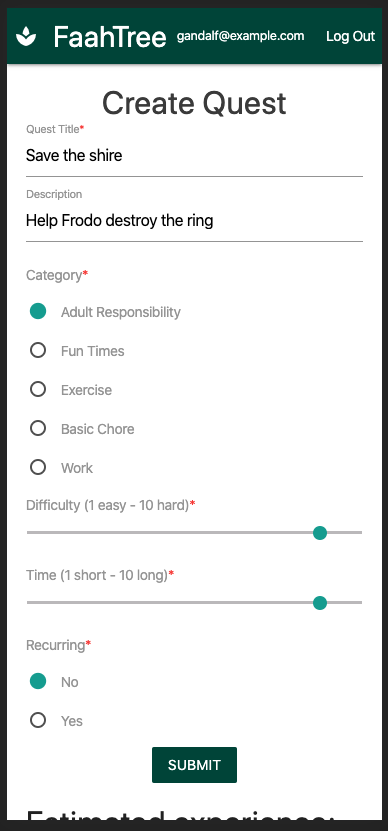 FaahTree gandalf@example.com Log Out
Create Quest
Quest Title*
Save the shire
Description
Help Frodo destroy the ring
Category*
Adult Responsibility
Fun Times
Exercise
Basic Chore
Work
Difficulty (1 easy - 10 hard)*
Time (1 short - 10 long)*
Recurring*
No
Yes
SUBMIT
Estimated experience: